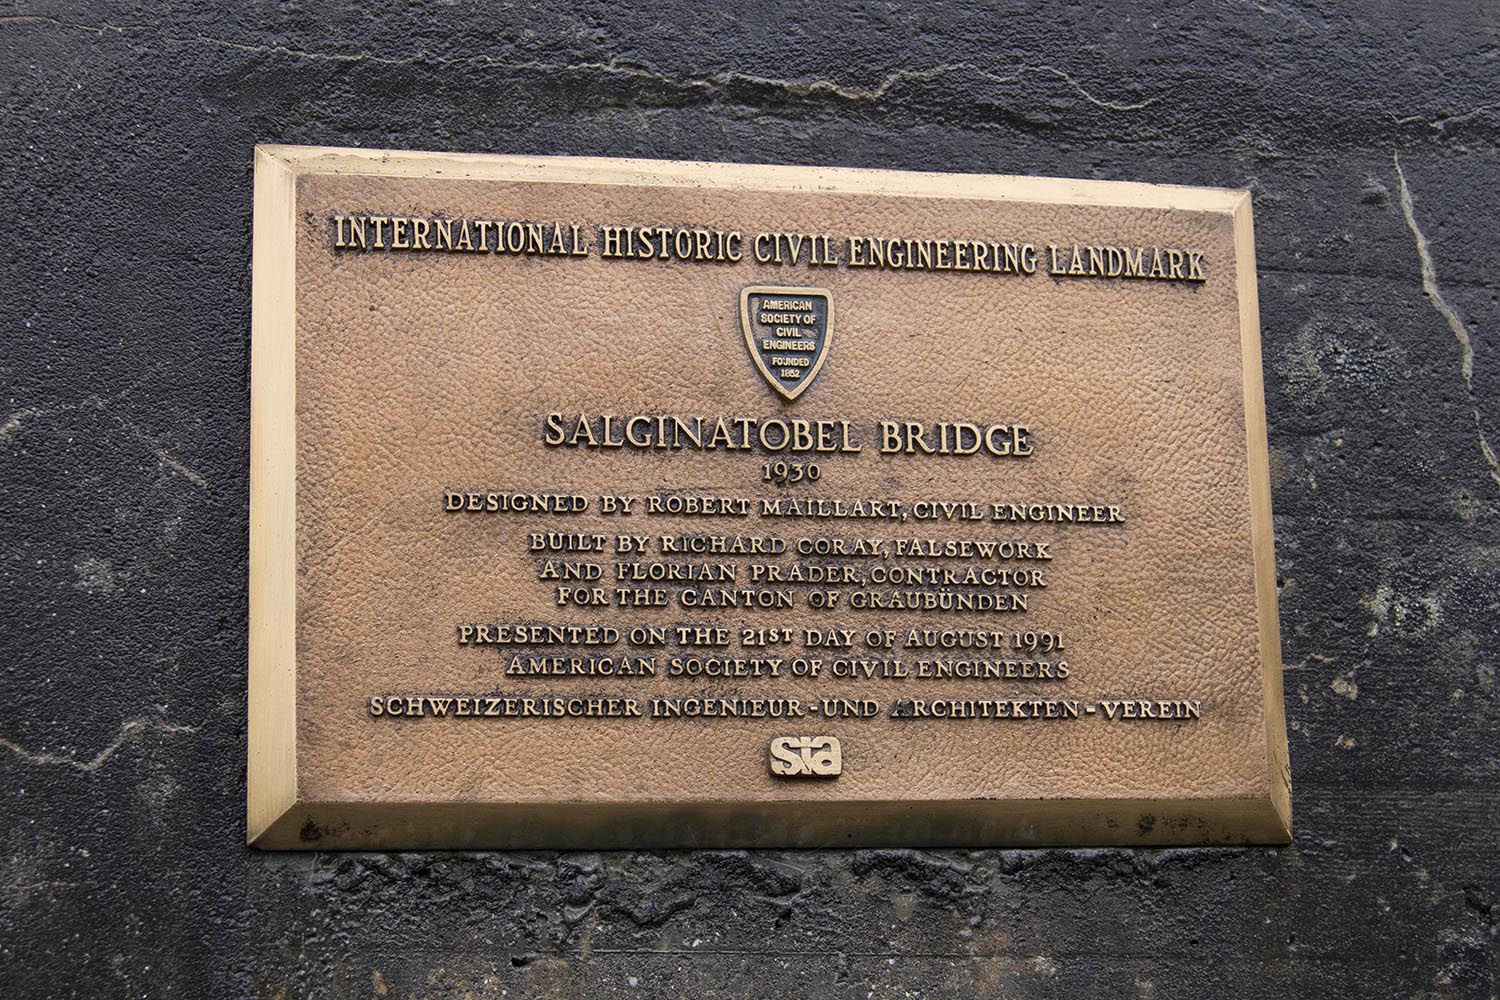 INTERNATIONAL HISTORIC CIVIL ENGINEERING LANDMARK
AMERICAN
SOCIETY OF
CIVIL
ENGINEERS
FOUNDED
1852
SALGINATOBEL BRIDGE
1930
DESIGNED BY ROBERT MAILLART, CIVIL ENGINEER
BUILT BY RICHARD CORAY, FALSEWORK
AND FLORIAN PRADER, CONTRACTOR
FOR THE CANTON OF GRAUBÜNDEN
PRESENTED ON THE 21ST DAY OF AUGUST 1991
AMERICAN SOCIETY OF CIVIL ENGINEERS
SCHWEIZERISCHER INGENIEUR-UND ARCHITEKTEN-VEREIN
sia